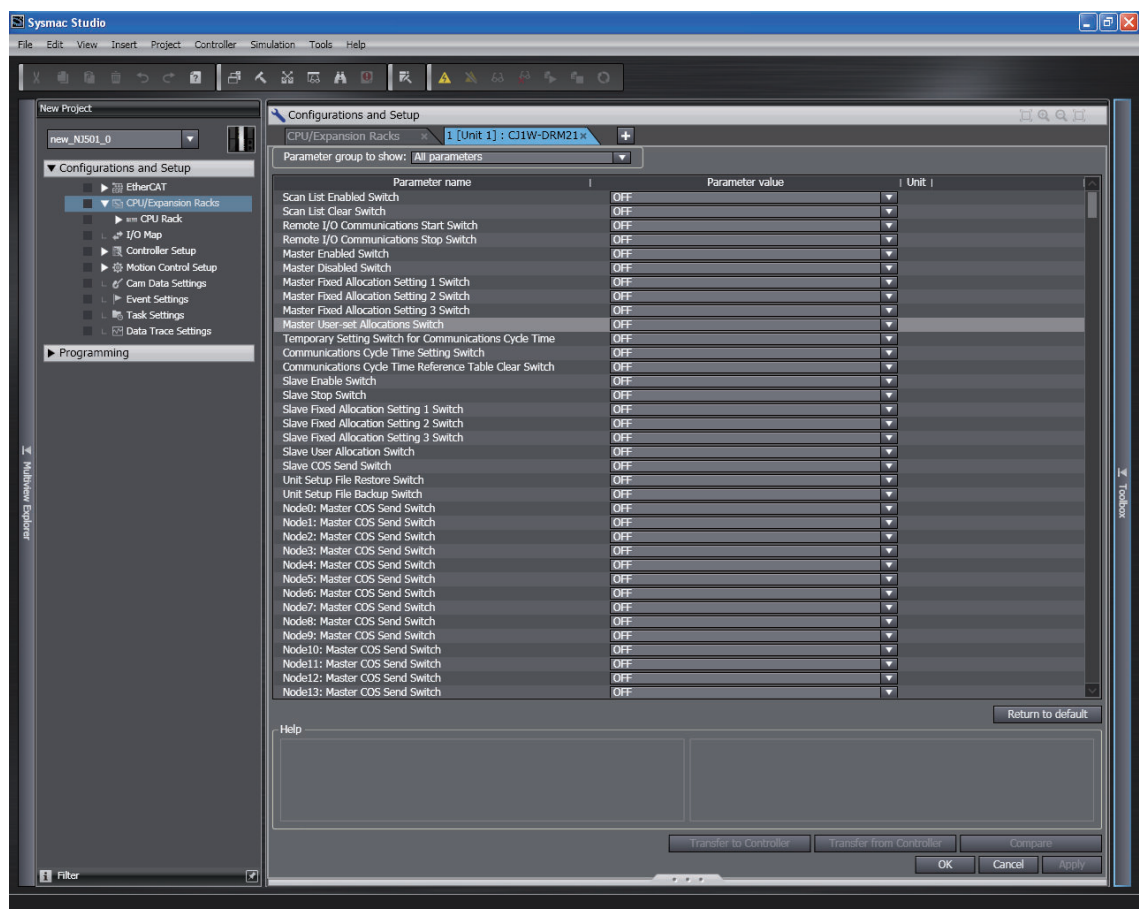 Sysmac Studio
File Edit View Insert Project Controller Simulation Tools Help
New Project
new_NJ501_0
▼ Configurations and Setup
▶ EtherCAT
▼ CPU/Expansion Racks
▶ CPU Rack
I/O Map
▶ Controller Setup
▶ Motion Control Setup
Cam Data Settings
Event Settings
Task Settings
Data Trace Settings
▶ Programming
Multiview Explorer
Filter
Configurations and Setup
CPU/Expansion Racks × 1 [Unit 1] : CJ1W-DRM21 × +
Parameter group to show: All parameters
Parameter name | Parameter value | Unit |
Scan List Enabled Switch OFF
Scan List Clear Switch OFF
Remote I/O Communications Start Switch OFF
Remote I/O Communications Stop Switch OFF
Master Enabled Switch OFF
Master Disabled Switch OFF
Master Fixed Allocation Setting 1 Switch OFF
Master Fixed Allocation Setting 2 Switch OFF
Master Fixed Allocation Setting 3 Switch OFF
Master User-set Allocations Switch OFF
Temporary Setting Switch for Communications Cycle Time OFF
Communications Cycle Time Setting Switch OFF
Communications Cycle Time Reference Table Clear Switch OFF
Slave Enable Switch OFF
Slave Stop Switch OFF
Slave Fixed Allocation Setting 1 Switch OFF
Slave Fixed Allocation Setting 2 Switch OFF
Slave Fixed Allocation Setting 3 Switch OFF
Slave User Allocation Switch OFF
Slave COS Send Switch OFF
Unit Setup File Restore Switch OFF
Unit Setup File Backup Switch OFF
Node0: Master COS Send Switch OFF
Node1: Master COS Send Switch OFF
Node2: Master COS Send Switch OFF
Node3: Master COS Send Switch OFF
Node4: Master COS Send Switch OFF
Node5: Master COS Send Switch OFF
Node6: Master COS Send Switch OFF
Node7: Master COS Send Switch OFF
Node8: Master COS Send Switch OFF
Node9: Master COS Send Switch OFF
Node10: Master COS Send Switch OFF
Node11: Master COS Send Switch OFF
Node12: Master COS Send Switch OFF
Node13: Master COS Send Switch OFF
Return to default
Help
Transfer to Controller Transfer from Controller Compare
OK Cancel Apply
Toolbox